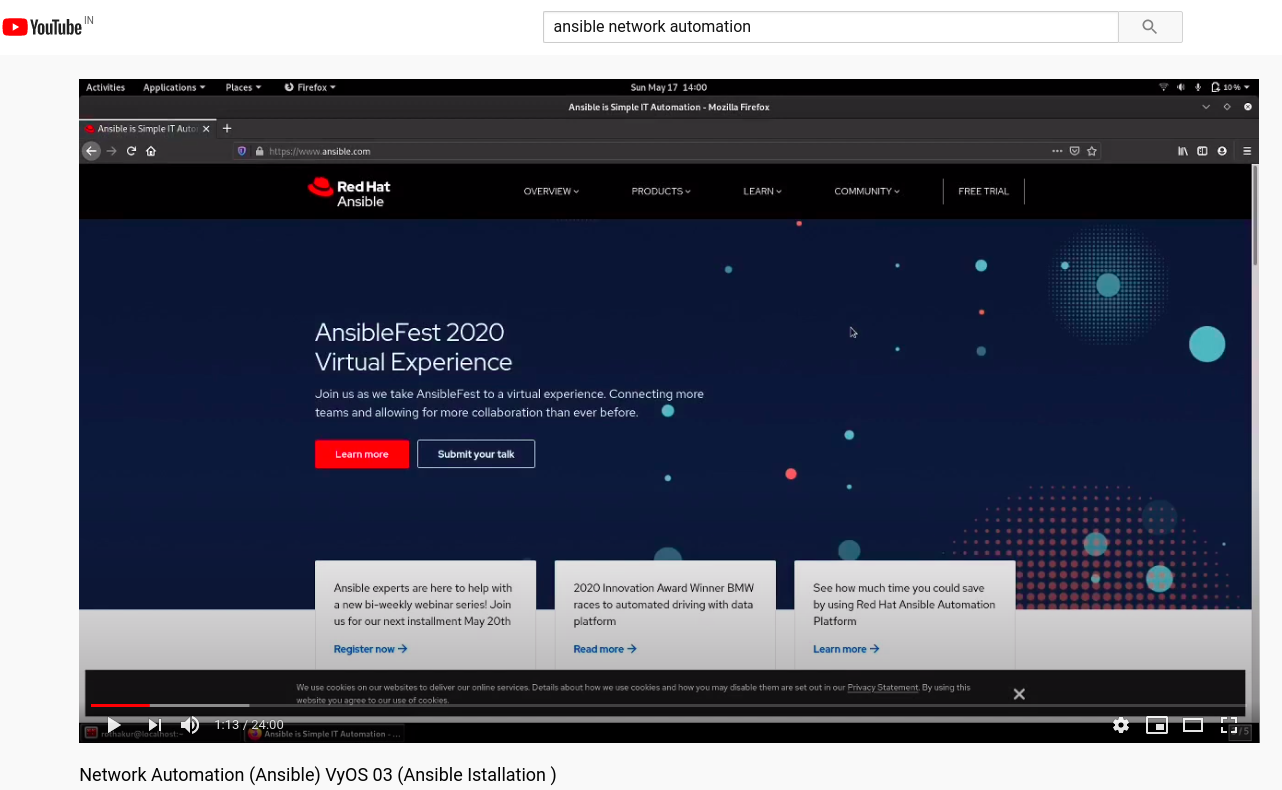 YouTube IN
ansible network automation
Activities Applications Places Firefox Sun May 17 14:00 10%
Ansible is Simple IT Automation - Mozilla Firefox
Ansible is Simple IT Auto
https://www.ansible.com
Red Hat
Ansible
OVERVIEW PRODUCTS LEARN COMMUNITY FREE TRIAL
AnsibleFest 2020
Virtual Experience
Join us as we take AnsibleFest to a virtual experience. Connecting more
teams and allowing for more collaboration than ever before.
Learn more Submit your talk
Ansible experts are here to help with
a new bi-weekly webinar series! Join
us for our next installment May 20th
Register now →
2020 Innovation Award Winner BMW
races to automated driving with data
platform
Read more →
See how much time you could save
by using Red Hat Ansible Automation
Platform
Learn more →
We use cookies on our websites to deliver our online services. Details about how we use cookies and how you may disable them are set out in our Privacy Statement. By using this
website you agree to our use of cookies.
1:13 / 24:00
Ansible is Simple IT Automation - ...
Network Automation (Ansible) VyOS 03 (Ansible Istallation )